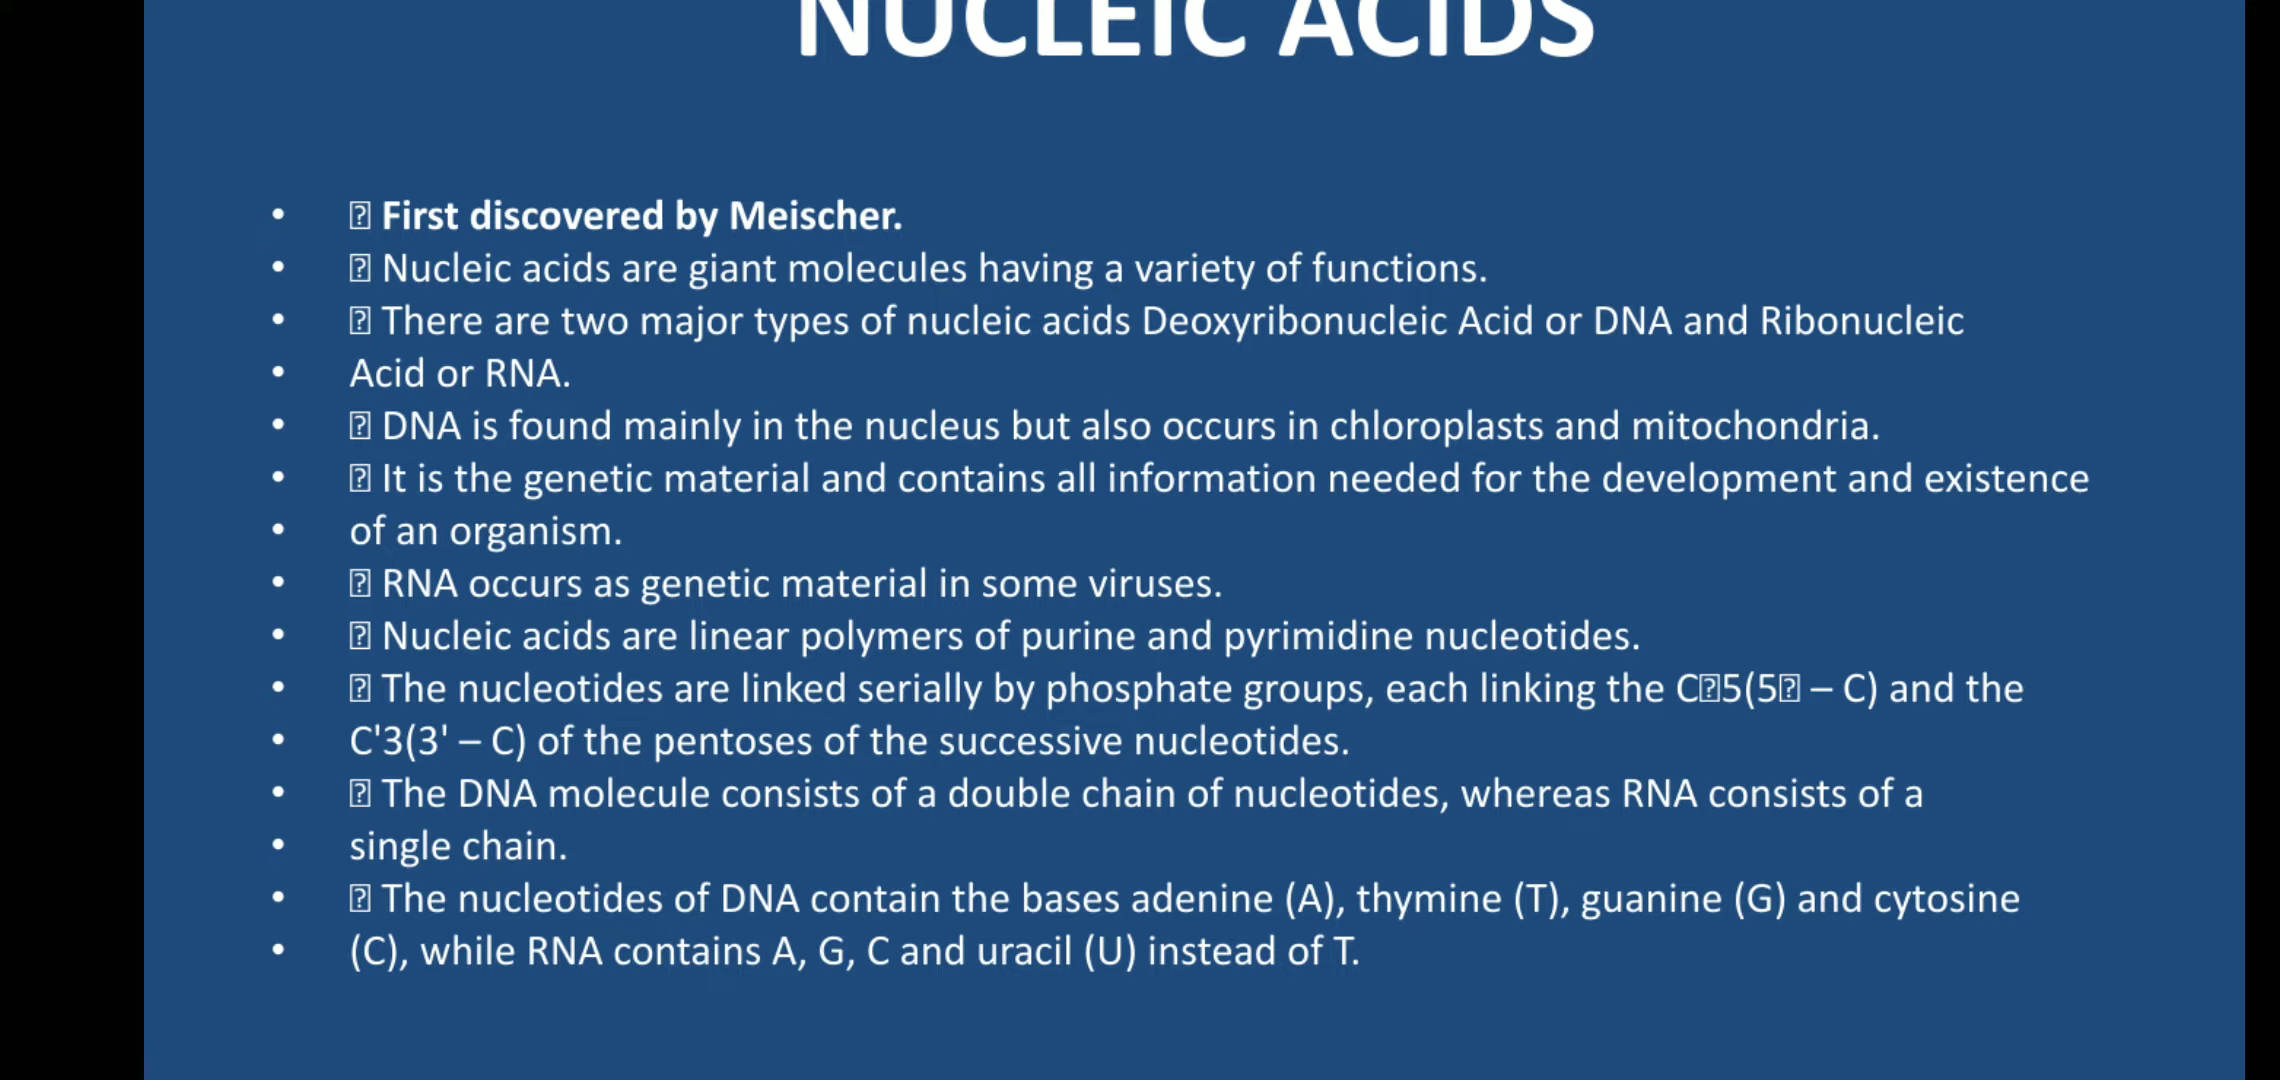 NUCLEIC ACIDS
• � First discovered by Meischer.
• � Nucleic acids are giant molecules having a variety of functions.
• � There are two major types of nucleic acids Deoxyribonucleic Acid or DNA and Ribonucleic
• Acid or RNA.
• � DNA is found mainly in the nucleus but also occurs in chloroplasts and mitochondria.
• � It is the genetic material and contains all information needed for the development and existence
• of an organism.
• � RNA occurs as genetic material in some viruses.
• � Nucleic acids are linear polymers of purine and pyrimidine nucleotides.
• � The nucleotides are linked serially by phosphate groups, each linking the C�5(5� – C) and the
• C'3(3' – C) of the pentoses of the successive nucleotides.
• � The DNA molecule consists of a double chain of nucleotides, whereas RNA consists of a
• single chain.
• � The nucleotides of DNA contain the bases adenine (A), thymine (T), guanine (G) and cytosine
• (C), while RNA contains A, G, C and uracil (U) instead of T.